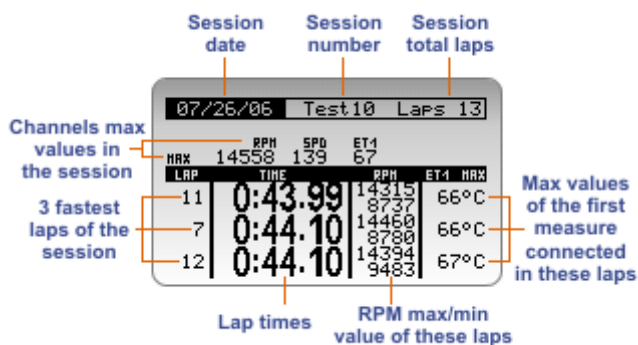 Session date
Session number
Session total laps
07/26/06 Test10 Laps 13
Channels max values in the session
RPM SPD ET1
MAX 14558 139 67
LAP TIME RPM ET1 MAX
3 fastest laps of the session
11 0:43.99 14315 8737 66°C
7 0:44.10 14460 8780 66°C
12 0:44.10 14394 9483 67°C
Max values of the first measure connected in these laps
Lap times
RPM max/min value of these laps